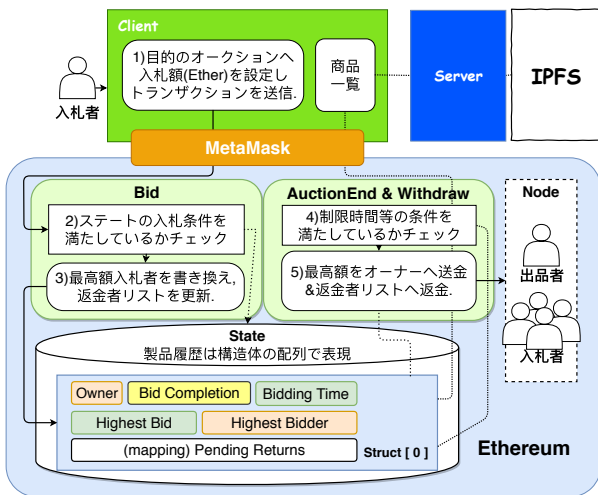 Client
1)目的のオークションへ
入札額(Ether)を設定し
トランザクションを送信.
商品
一覧
Server
IPFS
入札者
MetaMask
Bid
2)ステートの入札条件を
満たしているかチェック
3)最高額入札者を書き換え,
返金者リストを更新.
AuctionEnd & Withdraw
4)制限時間等の条件を
満たしているかチェック
5)最高額をオーナーへ送金
&返金者リストへ返金.
Node
出品者
入札者
State
製品履歴は構造体の配列で表現
Owner
Bid Completion
Bidding Time
Highest Bid
Highest Bidder
(mapping) Pending Returns
Struct [ 0 ]
Ethereum